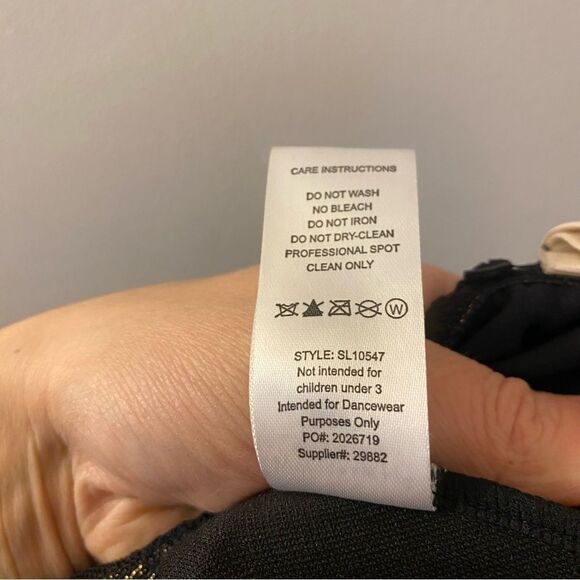 CARE INSTRUCTIONS
DO NOT WASH
NO BLEACH
DO NOT IRON
DO NOT DRY-CLEAN
PROFESSIONAL SPOT
CLEAN ONLY
W
STYLE: SL10547
Not intended for
children under 3
Intended for Dancewear
Purposes Only
PO#: 2026719
Supplier#: 29882